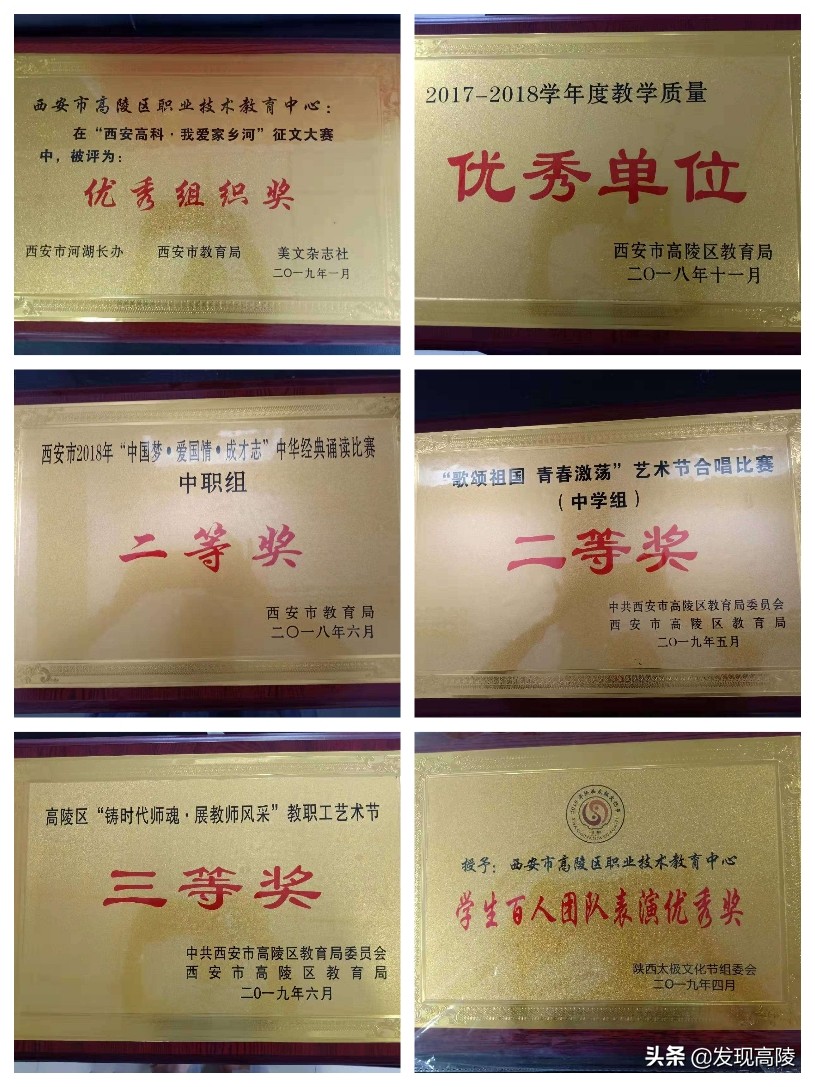 西安市高陵区职业技术教育中心：
在“西安高科·我爱家乡河”征文大赛
中，被评为：
优秀组织奖
西安市河湖长办 西安市教育局 美文杂志社
二〇一九年一月
2017-2018学年度教学质量
优秀单位
西安市高陵区教育局
二〇一八年十一月
西安市2018年“中国梦·爱国情·成才志”中华经典诵读比赛
中职组
二等奖
西安市教育局
二〇一八年六月
“歌颂祖国 青春激荡”艺术节合唱比赛
（中学组）
二等奖
中共西安市高陵区教育局委员会
西安市高陵区教育局
二〇一九年五月
高陵区“铸时代师魂·展教师风采”教职工艺术节
三等奖
中共西安市高陵区教育局委员会
西安市高陵区教育局
二〇一九年六月
授予：西安市高陵区职业技术教育中心
学生百人团队表演优秀奖
陕西太极文化节组委会
二〇一九年四月
头条 @发现高陵